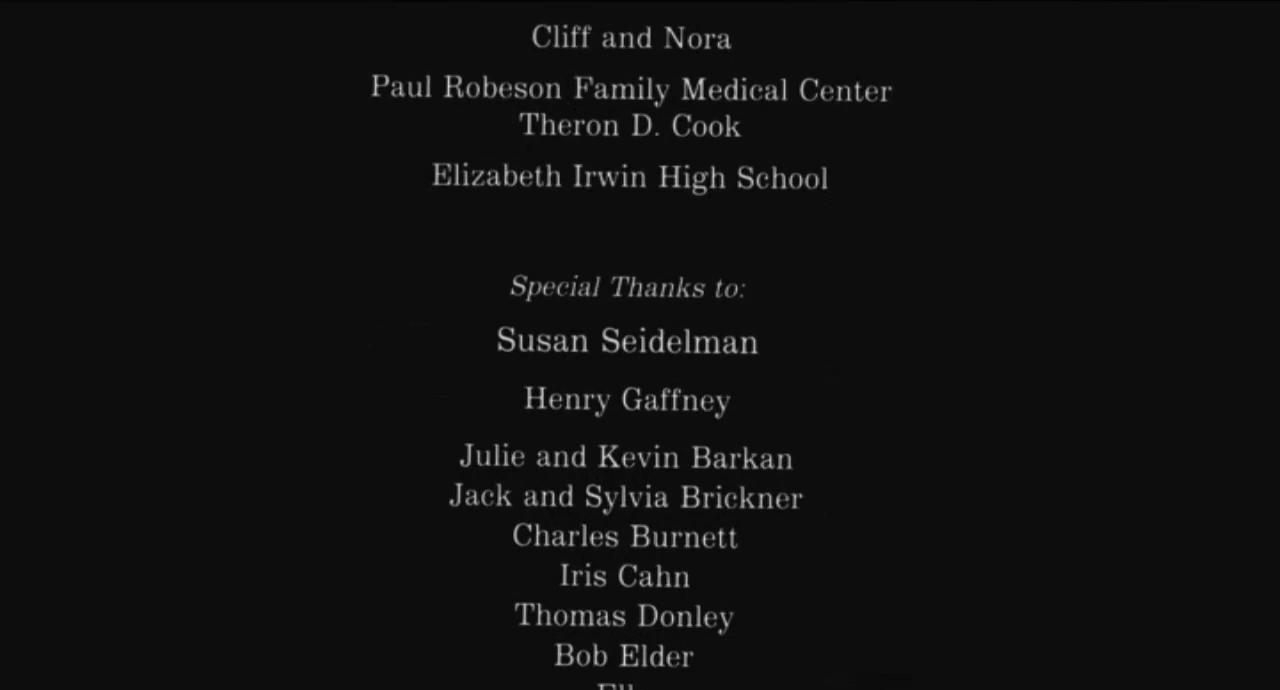 Cliff and Nora
Paul Robeson Family Medical Center
Theron D. Cook
Elizabeth Irwin High School
Special Thanks to:
Susan Seidelman
Henry Gaffney
Julie and Kevin Barkan
Jack and Sylvia Brickner
Charles Burnett
Iris Cahn
Thomas Donley
Bob Elder